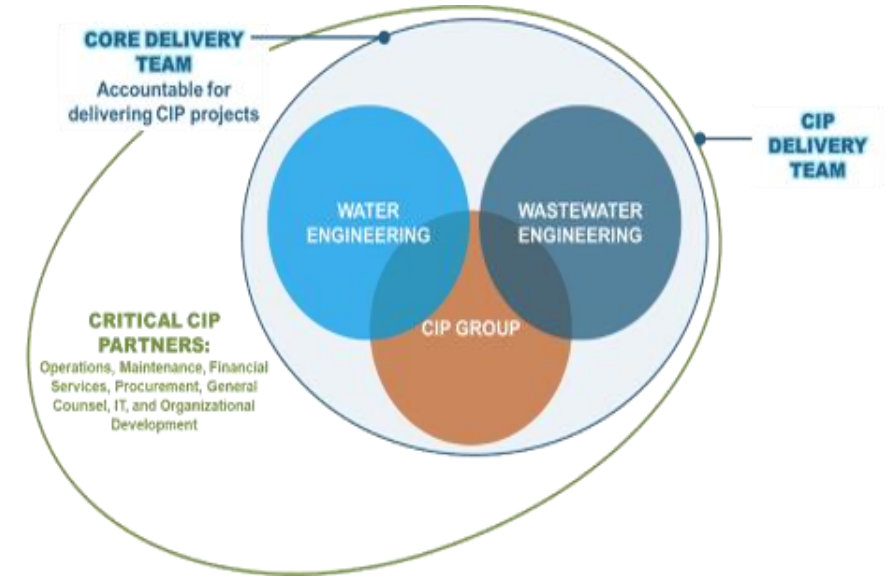 CORE DELIVERY
TEAM
Accountable for
delivering CIP projects
CIP
DELIVERY
TEAM
WATER
ENGINEERING
WASTEWATER
ENGINEERING
CIP GROUP
CRITICAL CIP
PARTNERS:
Operations, Maintenance, Financial
Services, Procurement, General
Counsel, IT, and Organizational
Development